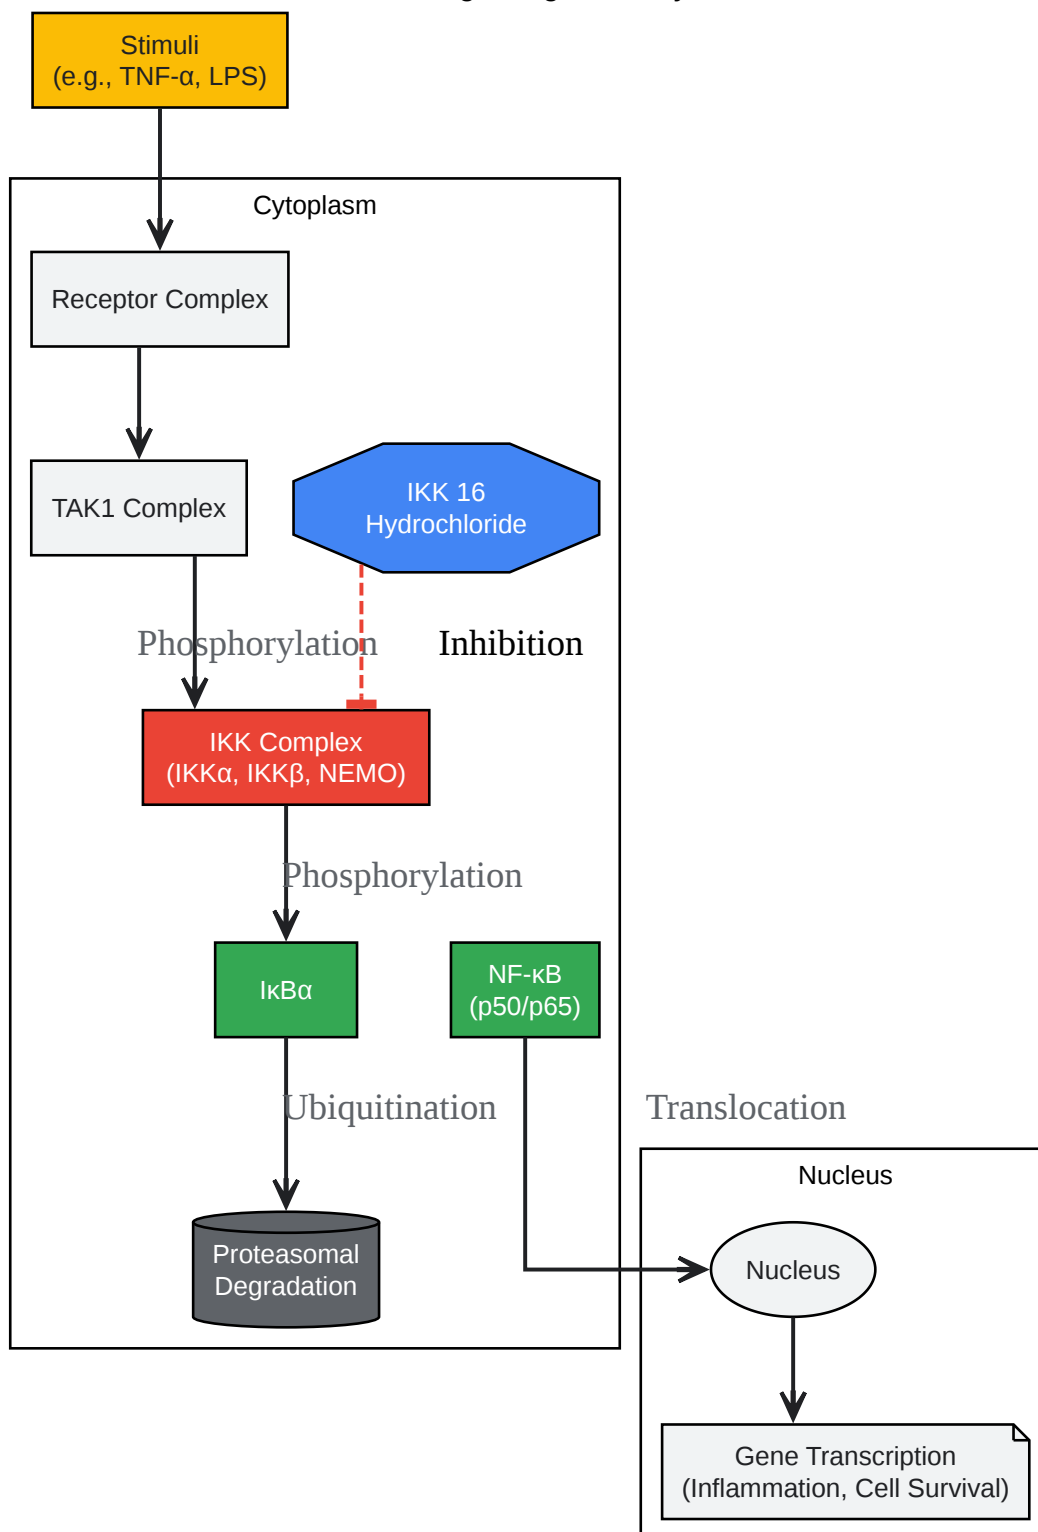 Stimuli
(e.g., TNF-α, LPS)
Cytoplasm
Receptor Complex
TAK1 Complex
IKK 16
Hydrochloride
Phosphorylation
Inhibition
IKK Complex
(IKKα, IKKβ, NEMO)
Phosphorylation
IκBα
NF-κB
(p50/p65)
Ubiquitination
Translocation
Nucleus
Proteasomal
Degradation
Nucleus
Gene Transcription
(Inflammation, Cell Survival)